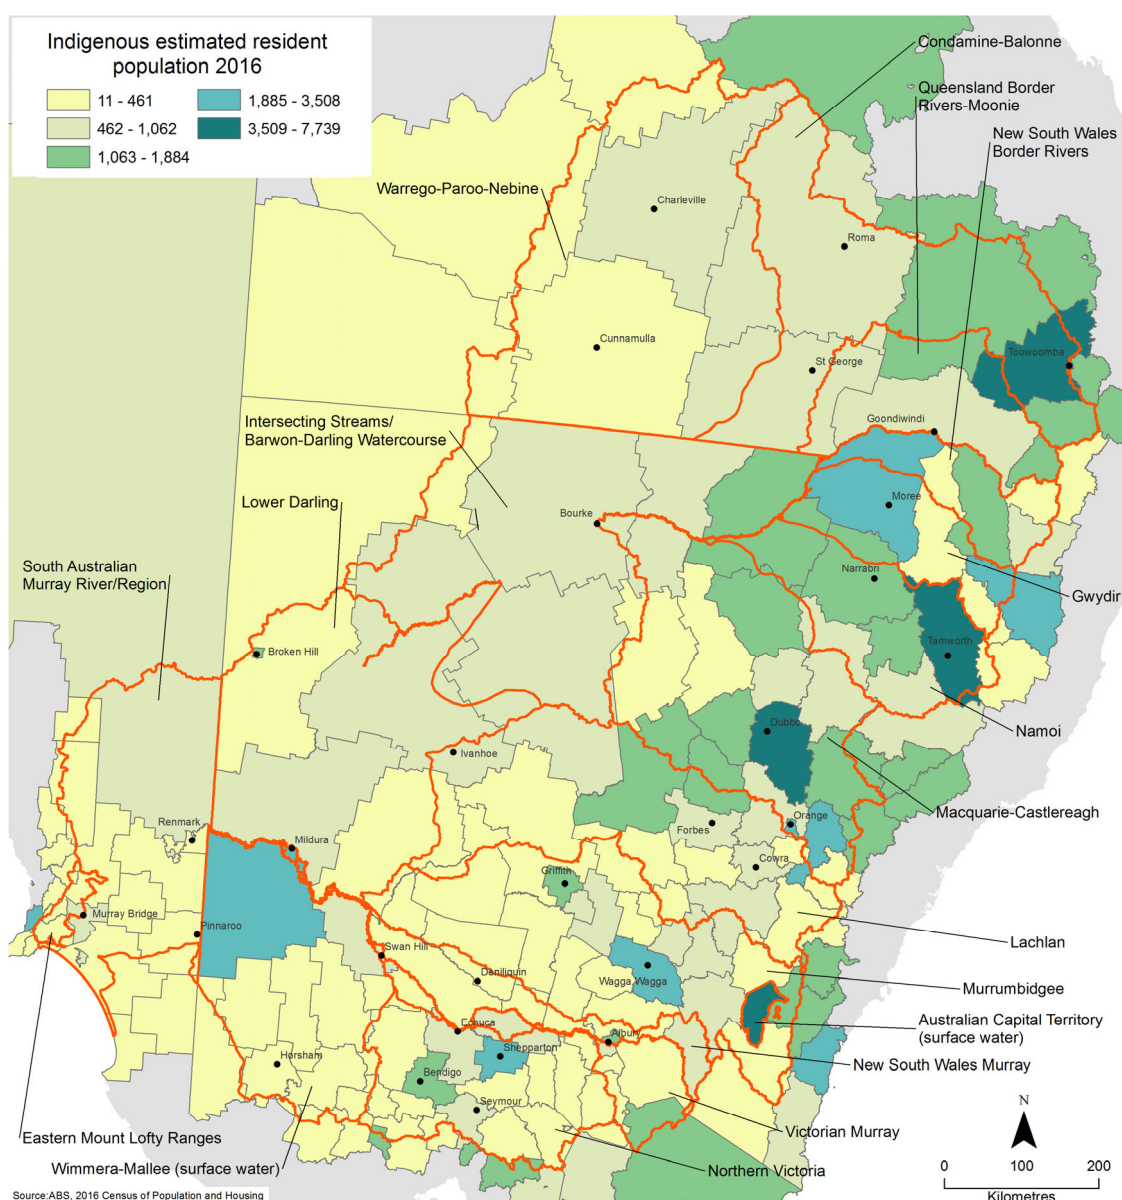 Indigenous estimated resident
population 2016
11 - 461
462 - 1,062
1,063 - 1,884
1,885 - 3,508
3,509 - 7,739
Condamine-Balonne
Queensland Border
Rivers-Moonie
New South Wales
Border Rivers
Warrego-Paroo-Nebine
Charleville
Roma
Cunnamulla
St George
Toowoomba
Goondiwindi
Intersecting Streams/
Barwon-Darling Watercourse
Lower Darling
Bourke
Moree
South Australian
Murray River/Region
Narrabri
Gwydir
Broken Hill
Tamworth
Namoi
Dubbo
Ivanhoe
Macquarie-Castlereagh
Renmark
Mildura
Forbes
Orange
Cowra
Griffith
Murray Bridge
Pinnaroo
Lachlan
Swan Hill
Deniliquin
Wagga Wagga
Murrumbidgee
Australian Capital Territory
(surface water)
Echuca
Albury
Shepparton
New South Wales Murray
Horsham
Bendigo
Seymour
N
Eastern Mount Lofty Ranges
Victorian Murray
Wimmera-Mallee (surface water)
Northern Victoria
0 100 200
Kilometres
Source:ABS, 2016 Census of Population and Housing